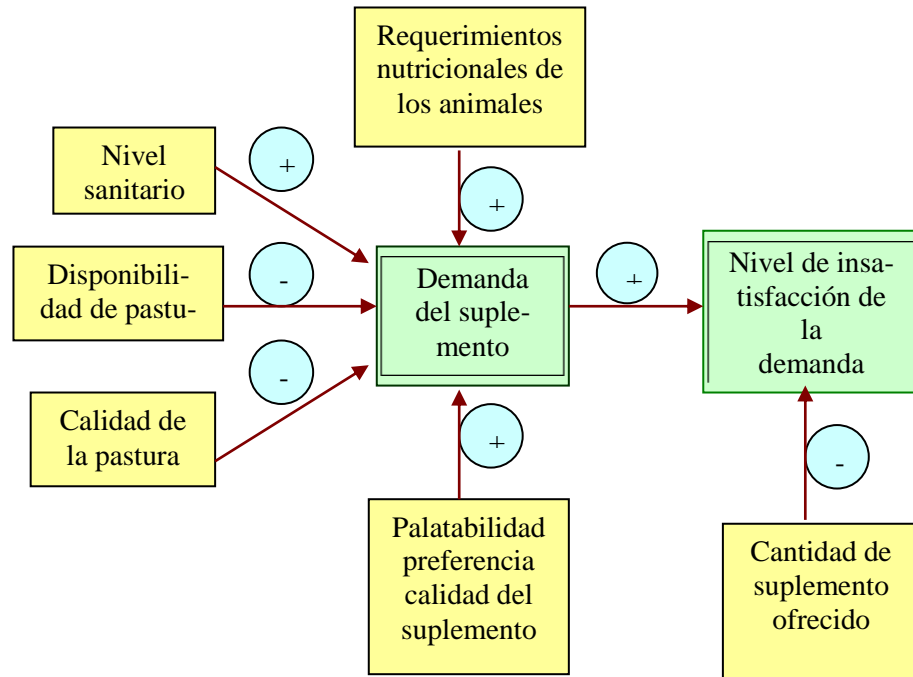 Requerimientos
nutricionales de
los animales
Nivel
sanitario
+
+
Disponibili-
dad de pastu-
-
Demanda
del suple-
mento
+
Nivel de insa-
tisfacción de
la
demanda
Calidad de
la pastura
-
+
-
Palatabilidad
preferencia
calidad del
suplemento
Cantidad de
suplemento
ofrecido